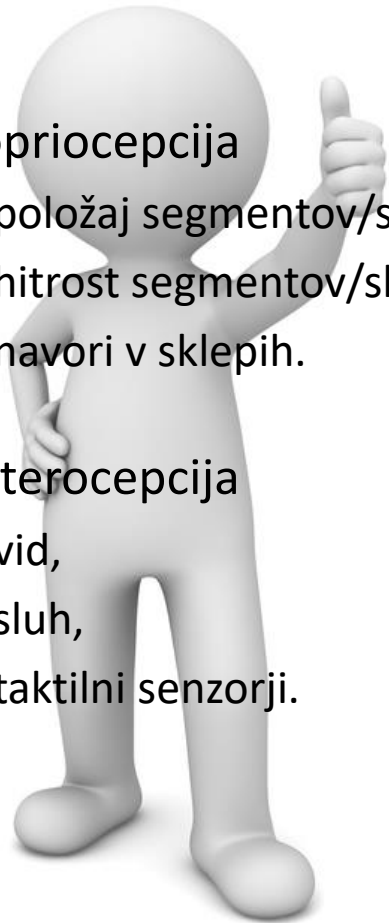 priocepcija
položaj segmentov/s
hitrost segmentov/sk
navori v sklepih.
terocepcija
vid,
sluh,
taktilni senzorji.